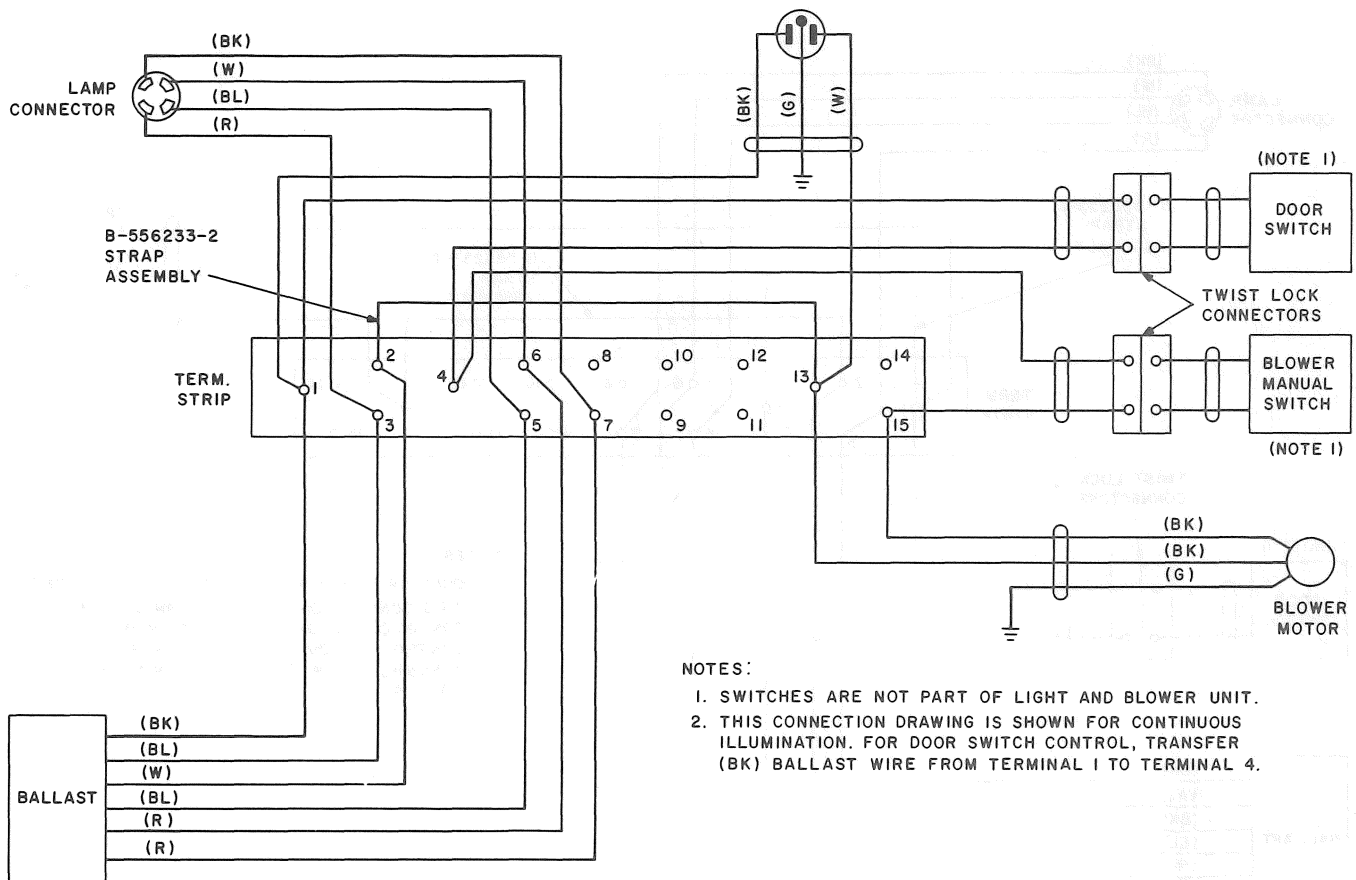 (BK)
(W)
(BL)
(R)
LAMP
CONNECTOR
(BK)
(G)
(W)
(NOTE 1)
DOOR
SWITCH
B-556233-2
STRAP
ASSEMBLY
TWIST LOCK
CONNECTORS
TERM.
STRIP
1
2
3
4
5
6
7
8
9
10
11
12
13
14
15
BLOWER
MANUAL
SWITCH
(NOTE 1)
(BK)
(BK)
(G)
BLOWER
MOTOR
NOTES:
1. SWITCHES ARE NOT PART OF LIGHT AND BLOWER UNIT.
2. THIS CONNECTION DRAWING IS SHOWN FOR CONTINUOUS
ILLUMINATION. FOR DOOR SWITCH CONTROL, TRANSFER
(BK) BALLAST WIRE FROM TERMINAL 1 TO TERMINAL 4.
BALLAST
(BK)
(BL)
(W)
(BL)
(R)
(R)